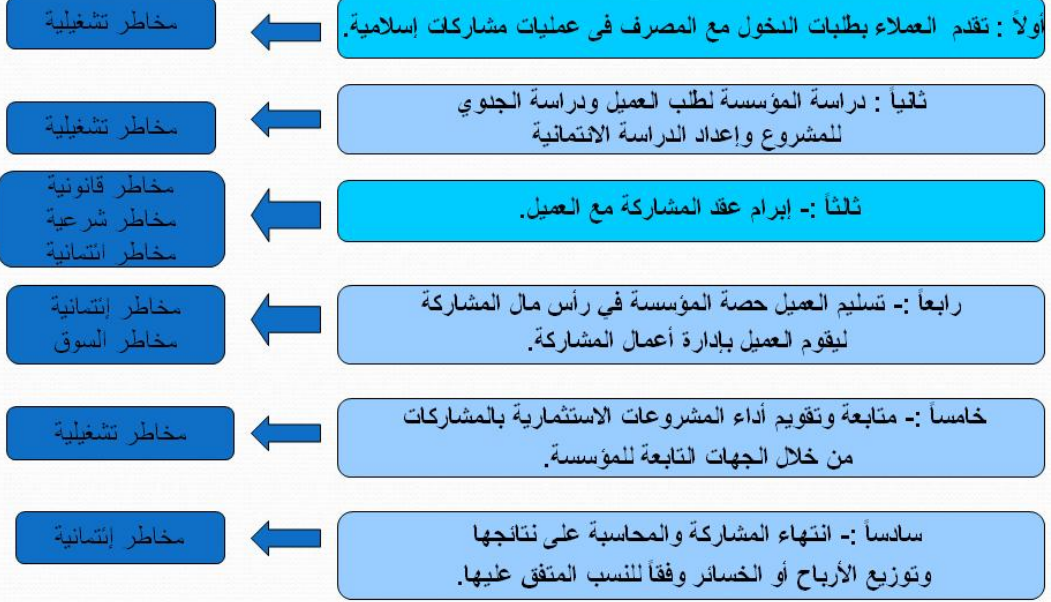 أولاً : تقدم العملاء بطلبات الدخول مع المصرف فى عمليات مشاركات إسلامية.
مخاطر تشغيلية
ثانياً : دراسة المؤسسة لطلب العميل ودراسة الجدوي
للمشروع وإعداد الدراسة الائتمانية
مخاطر تشغيلية
ثالثاً :- إبرام عقد المشاركة مع العميل.
مخاطر قانونية
مخاطر شرعية
مخاطر ائتمانية
رابعاً :- تسليم العميل حصة المؤسسة في رأس مال المشاركة
ليقوم العميل بإدارة أعمال المشاركة.
مخاطر إئتمانية
مخاطر السوق
خامساً :- متابعة وتقويم أداء المشروعات الاستثمارية بالمشاركات
من خلال الجهات التابعة للمؤسسة.
مخاطر تشغيلية
سادساً :- انتهاء المشاركة والمحاسبة على نتائجها
وتوزيع الأرباح أو الخسائر وفقاً للنسب المتفق عليها.
مخاطر إئتمانية